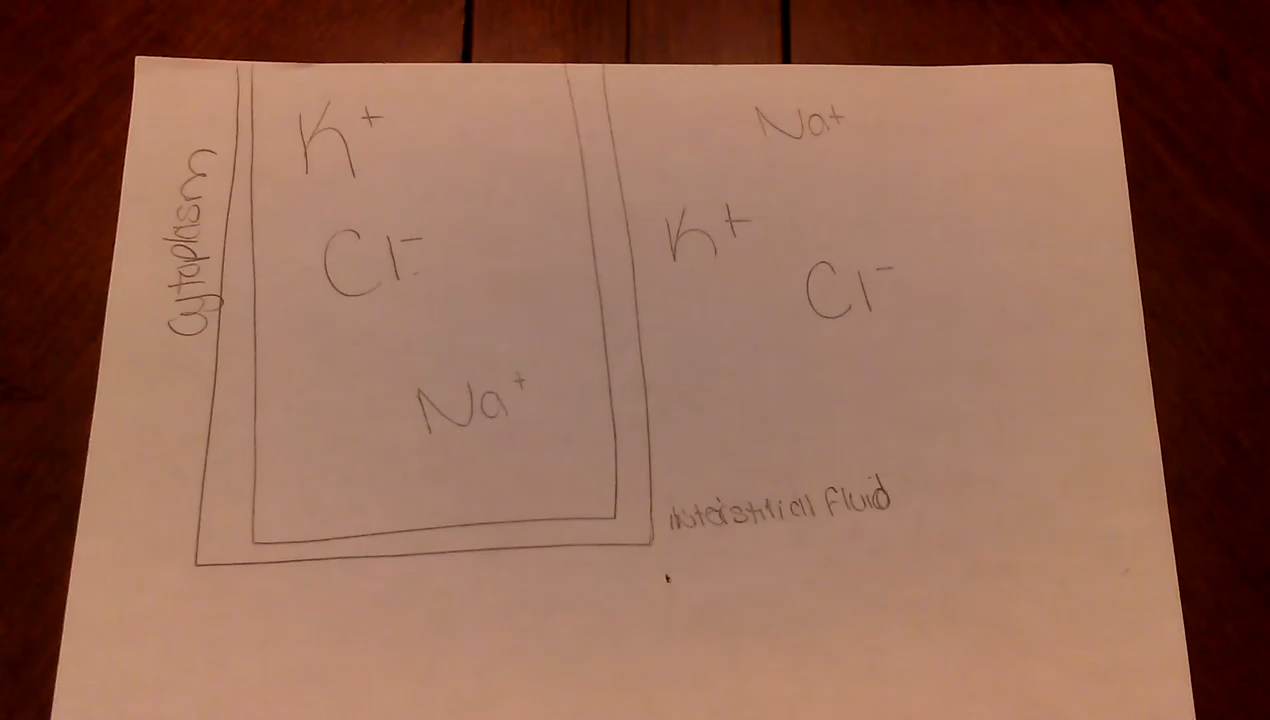 K+
Na+
Cytoplasm
K+
Cl-
Cl-
Na+
interstitial fluid